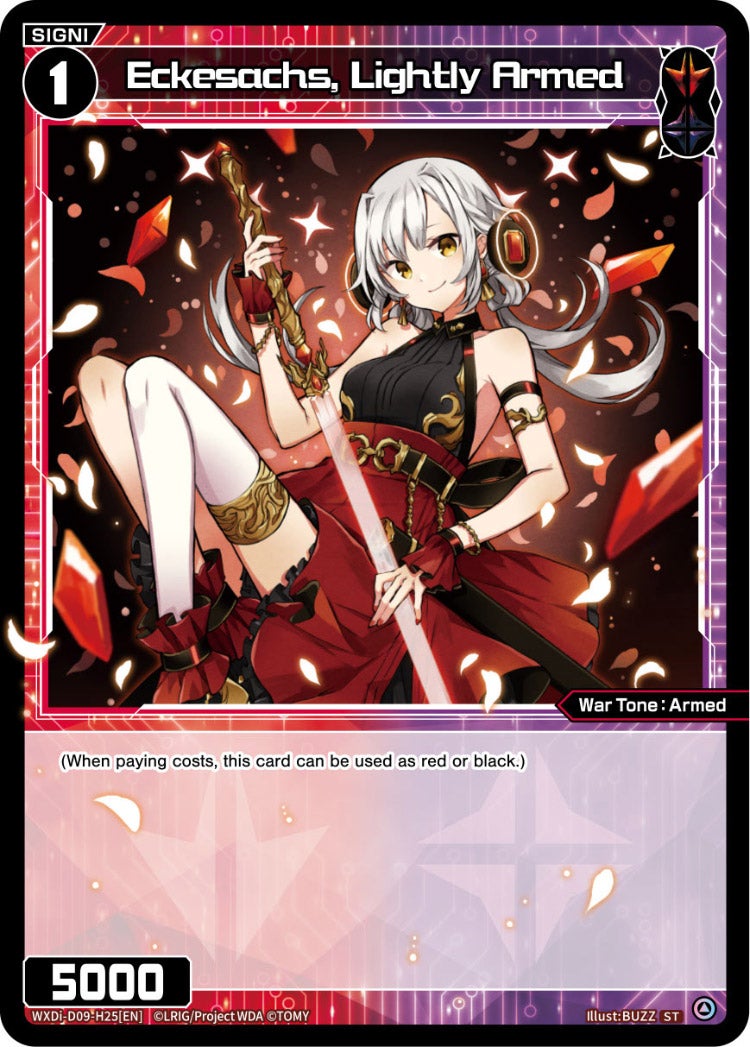 SIGNI
1
Eckesachs, Lightly Armed
War Tone : Armed
(When paying costs, this card can be used as red or black.)
5000
WXDi-D09-H25[EN] ©LRIG/Project WDA ©TOMY
Illust:BUZZ ST